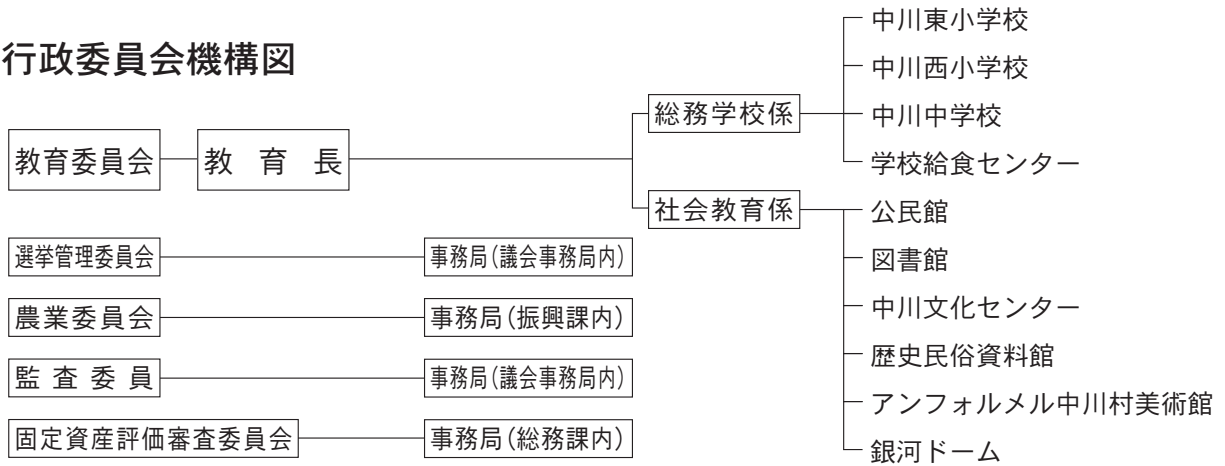 行政委員会機構図
教育委員会
教育長
総務学校係
中川東小学校
中川西小学校
中川中学校
学校給食センター
社会教育係
公民館
図書館
中川文化センター
歴史民俗資料館
アンフォルメル中川村美術館
銀河ドーム
選挙管理委員会
事務局(議会事務局内)
農業委員会
事務局(振興課内)
監査委員
事務局(議会事務局内)
固定資産評価審査委員会
事務局(総務課内)